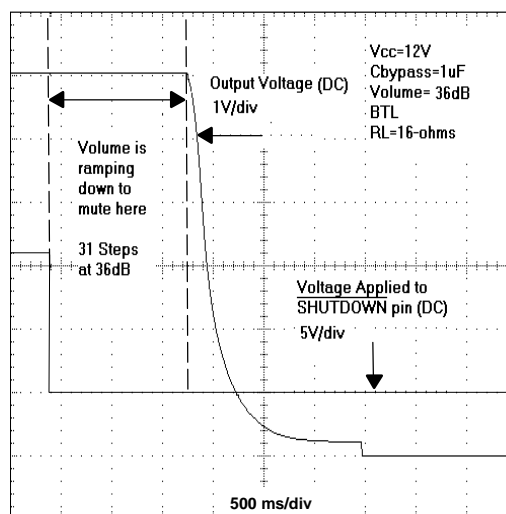 Output Voltage (DC)
1V/div
Vcc=12V
Cbypass=1uF
Volume= 36dB
BTL
RL=16-ohms
Volume is
ramping
down to
mute here
31 Steps
at 36dB
Voltage Applied to
SHUTDOWN pin (DC)
5V/div
500 ms/div